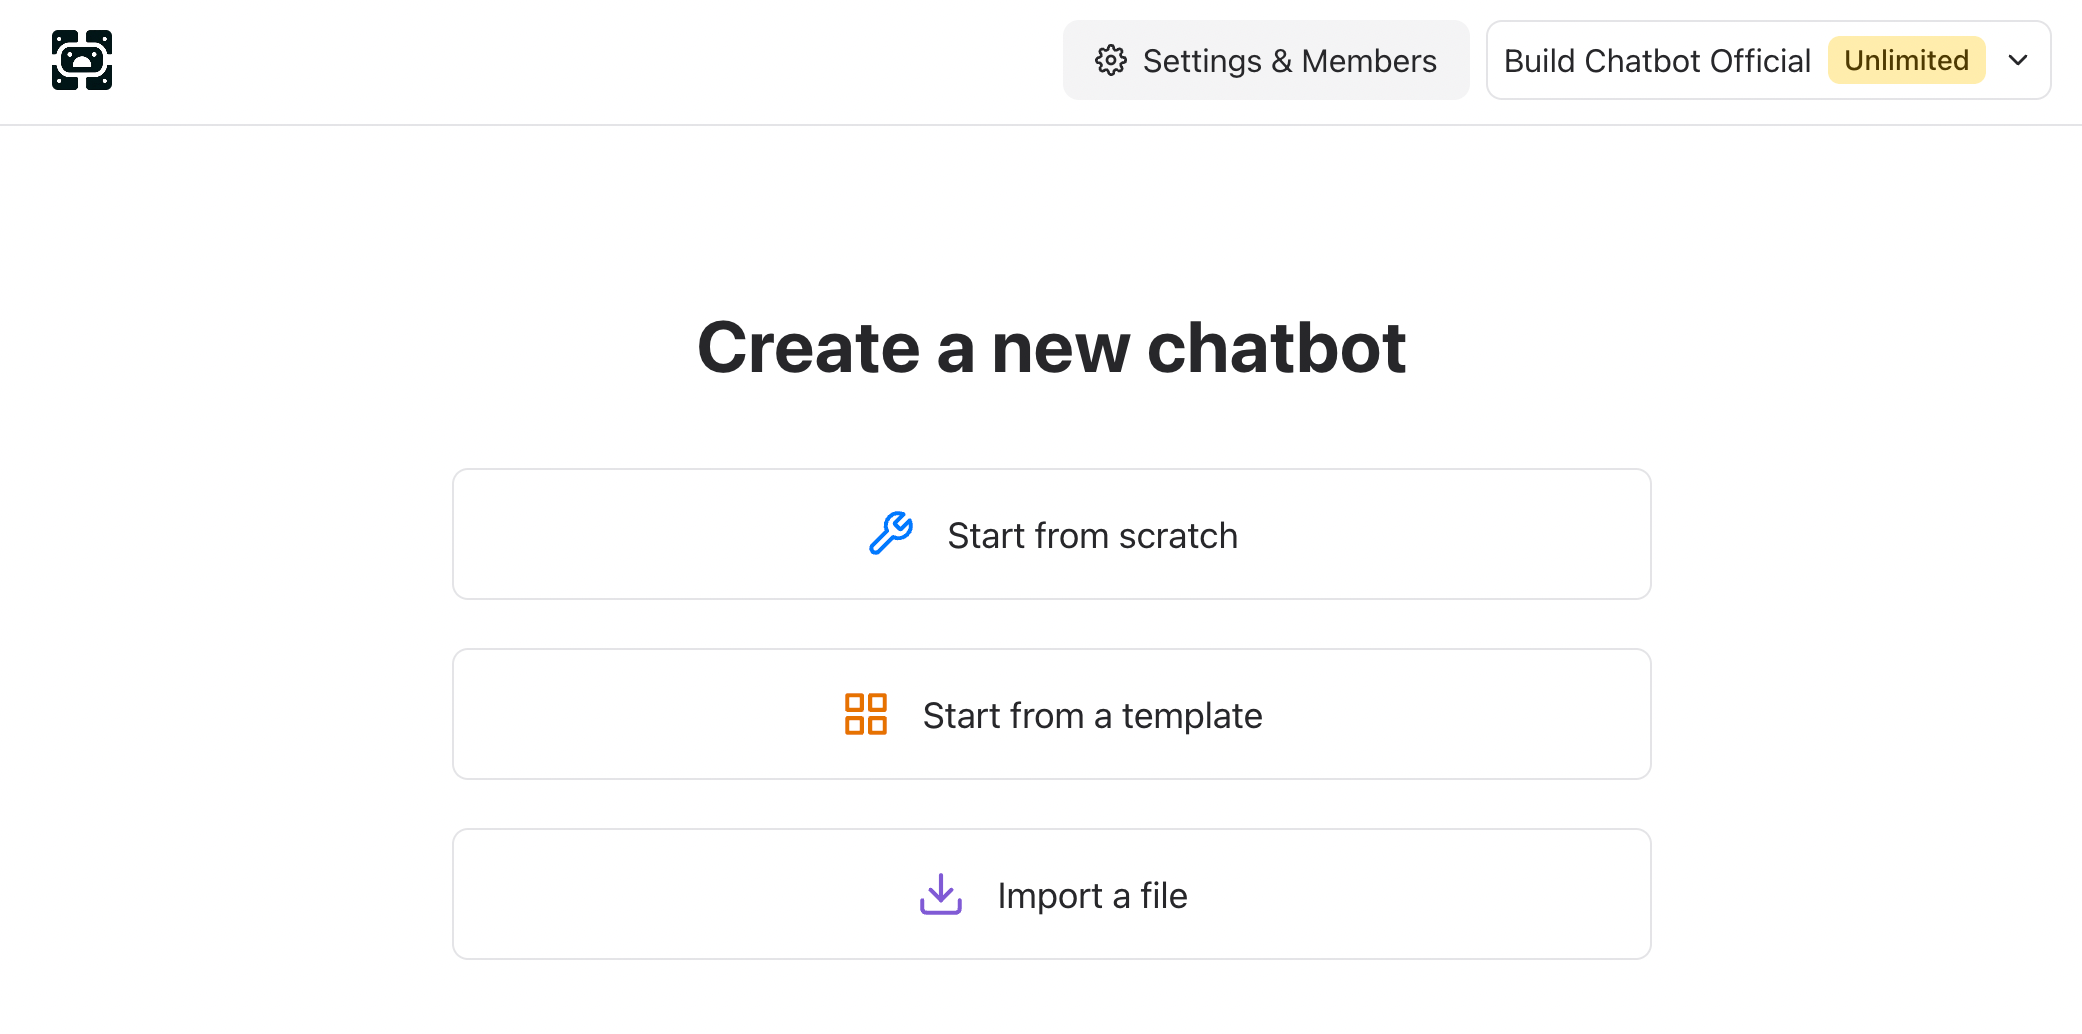 Settings & Members
Build Chatbot Official Unlimited
Create a new chatbot
Start from scratch
Start from a template
Import a file